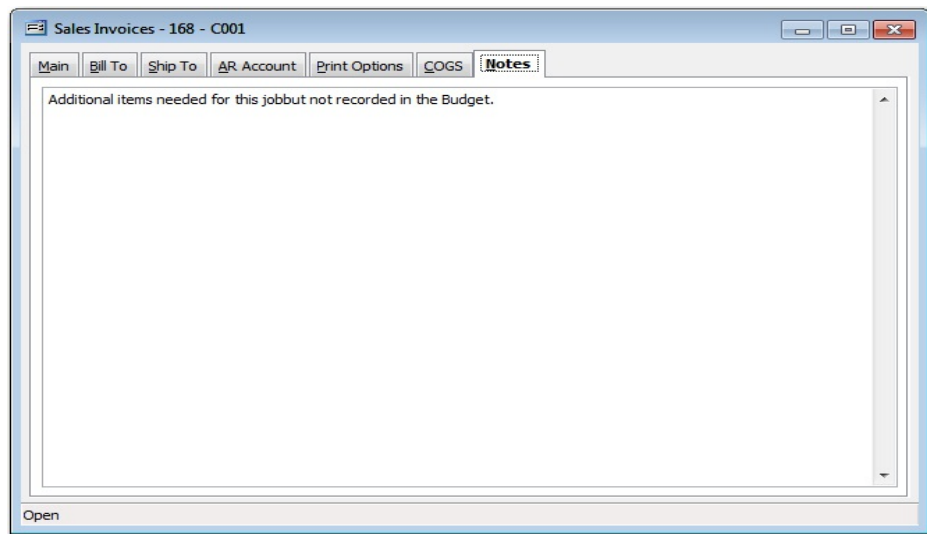 Sales Invoices - 168 - C001
Main Bill To Ship To AR Account Print Options COGS Notes
Additional items needed for this jobbut not recorded in the Budget.
Open